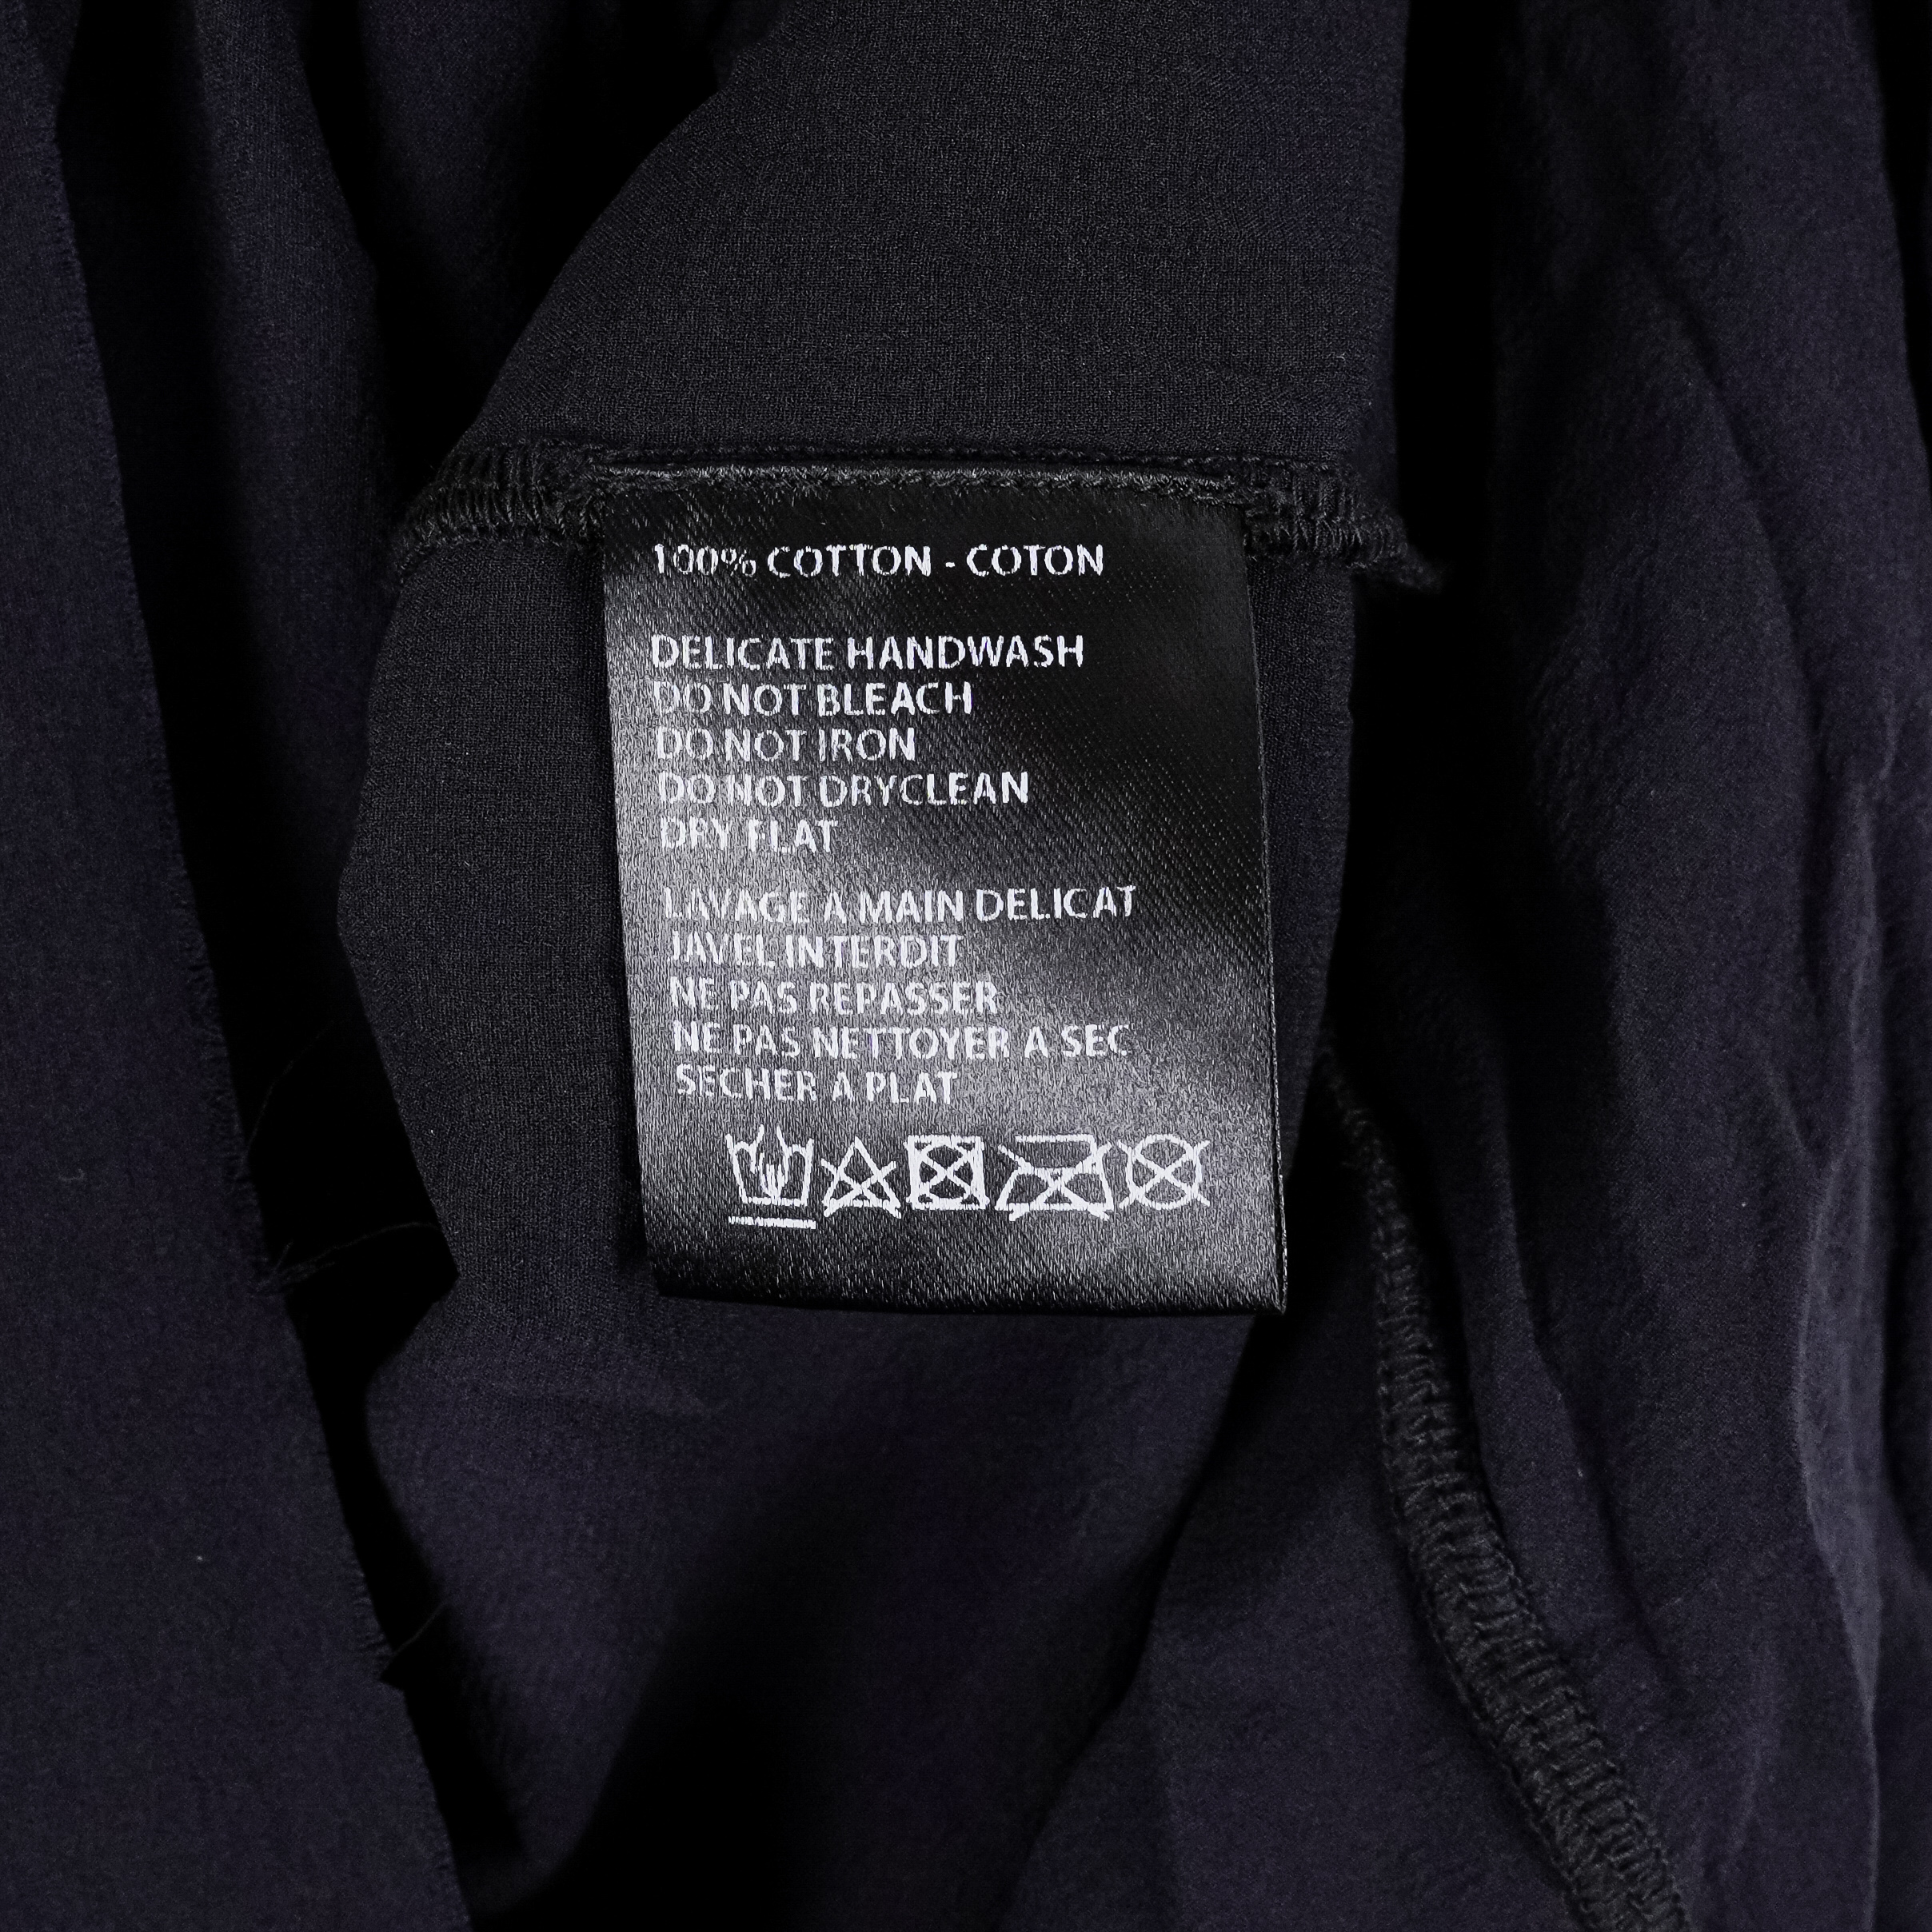 100% COTTON - COTON
DELICATE HANDWASH
DO NOT BLEACH
DO NOT IRON
DO NOT DRYCLEAN
DRY FLAT
LAVAGE A MAIN DELICAT
JAVEL INTERDIT
NE PAS REPASSER
NE PAS NETTOYER A SEC
SECHER A PLAT